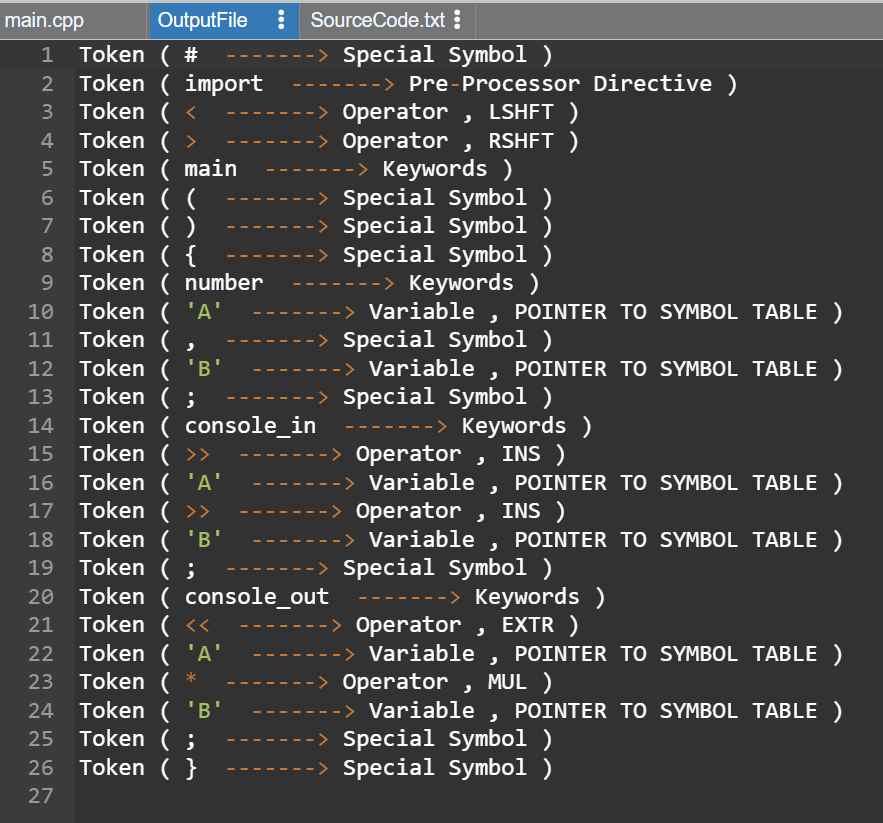 main.cpp OutputFile SourceCode.txt
1 Token ( # -------> Special Symbol )
2 Token ( import -------> Pre-Processor Directive )
3 Token ( < -------> Operator , LSHFT )
4 Token ( > -------> Operator , RSHFT )
5 Token ( main -------> Keywords )
6 Token ( ( -------> Special Symbol )
7 Token ( ) -------> Special Symbol )
8 Token ( { -------> Special Symbol )
9 Token ( number -------> Keywords )
10 Token ( 'A' -------> Variable , POINTER TO SYMBOL TABLE )
11 Token ( , -------> Special Symbol )
12 Token ( 'B' -------> Variable , POINTER TO SYMBOL TABLE )
13 Token ( ; -------> Special Symbol )
14 Token ( console_in -------> Keywords )
15 Token ( >> -------> Operator , INS )
16 Token ( 'A' -------> Variable , POINTER TO SYMBOL TABLE )
17 Token ( >> -------> Operator , INS )
18 Token ( 'B' -------> Variable , POINTER TO SYMBOL TABLE )
19 Token ( ; -------> Special Symbol )
20 Token ( console_out -------> Keywords )
21 Token ( << -------> Operator , EXTR )
22 Token ( 'A' -------> Variable , POINTER TO SYMBOL TABLE )
23 Token ( * -------> Operator , MUL )
24 Token ( 'B' -------> Variable , POINTER TO SYMBOL TABLE )
25 Token ( ; -------> Special Symbol )
26 Token ( } -------> Special Symbol )
27